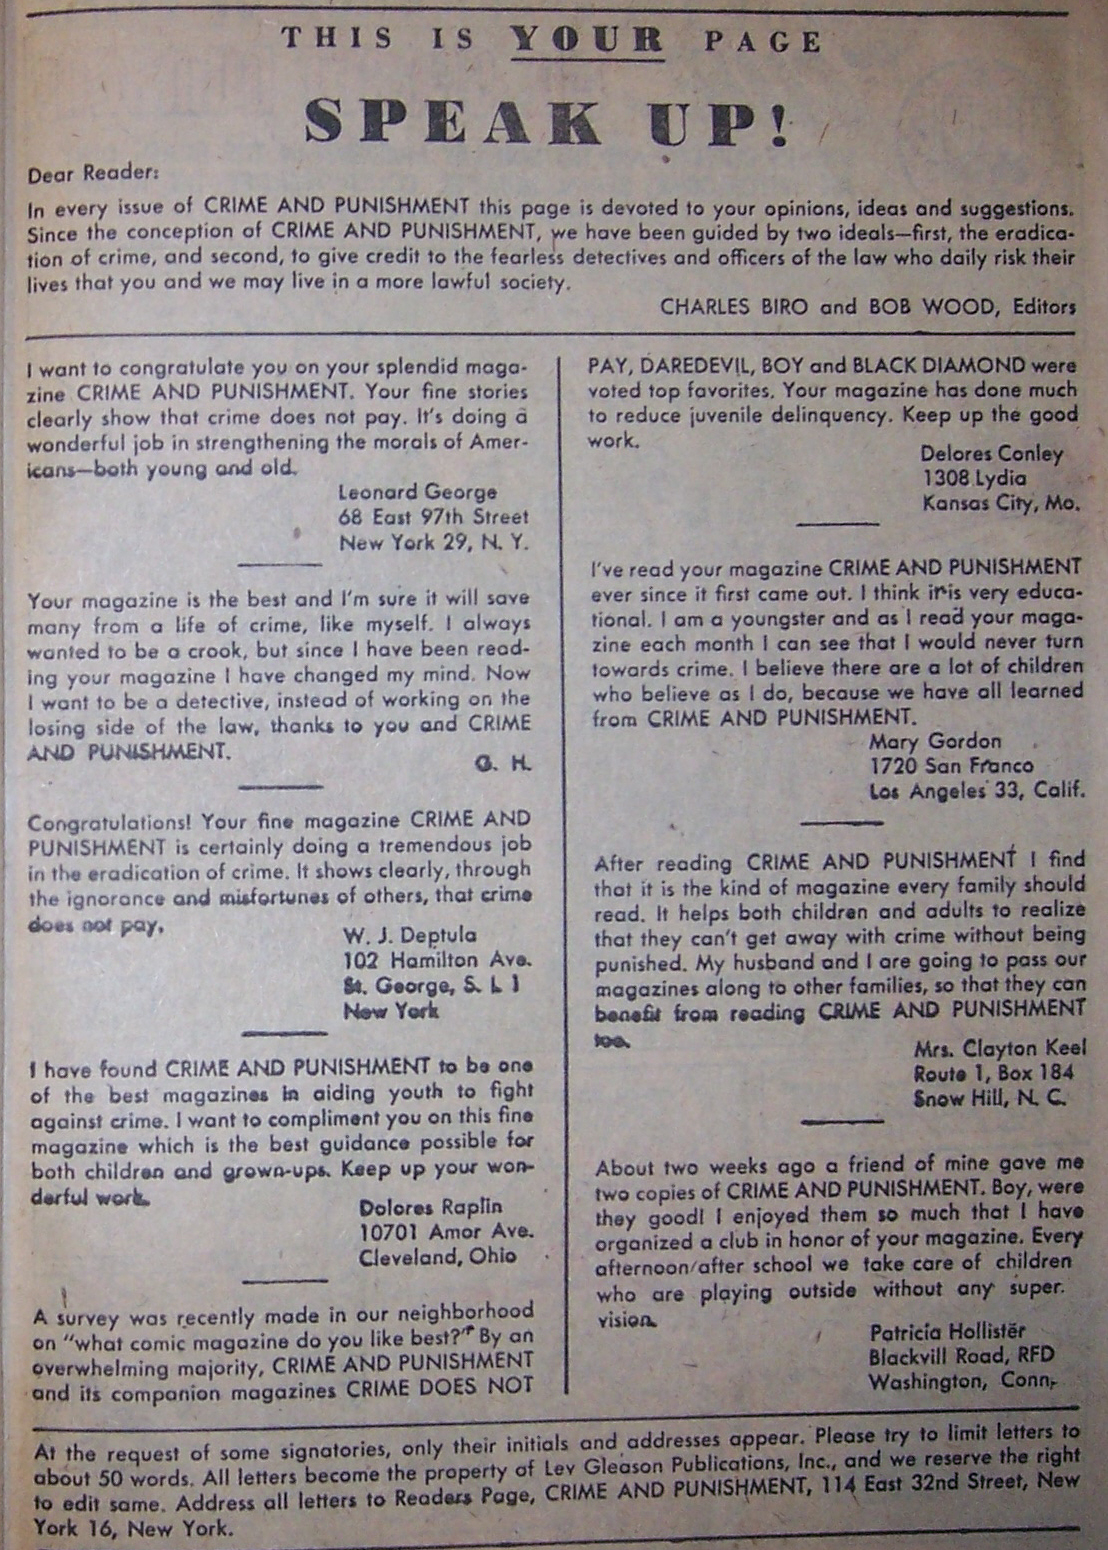 THIS IS YOUR PAGE
SPEAK UP!
Dear Reader:
In every issue of CRIME AND PUNISHMENT this page is devoted to your opinions, ideas and suggestions.
Since the conception of CRIME AND PUNISHMENT, we have been guided by two ideals—first, the eradica-
tion of crime, and second, to give credit to the fearless detectives and officers of the law who daily risk their
lives that you and we may live in a more lawful society.
CHARLES BIRO and BOB WOOD, Editors
I want to congratulate you on your splendid maga-
zine CRIME AND PUNISHMENT. Your fine stories
clearly show that crime does not pay. It's doing a
wonderful job in strengthening the morals of Amer-
icans—both young and old.
Leonard George
68 East 97th Street
New York 29, N. Y.
Your magazine is the best and I'm sure it will save
many from a life of crime, like myself. I always
wanted to be a crook, but since I have been read-
ing your magazine I have changed my mind. Now
I want to be a detective, instead of working on the
losing side of the law, thanks to you and CRIME
AND PUNISHMENT.
G. H.
Congratulations! Your fine magazine CRIME AND
PUNISHMENT is certainly doing a tremendous job
in the eradication of crime. It shows clearly, through
the ignorance and misfortunes of others, that crime
does not pay.
W. J. Deptula
102 Hamilton Ave.
St. George, S. I. 1
New York
I have found CRIME AND PUNISHMENT to be one
of the best magazines in aiding youth to fight
against crime. I want to compliment you on this fine
magazine which is the best guidance possible for
both children and grown-ups. Keep up your won-
derful work.
Dolores Raplin
10701 Amor Ave.
Cleveland, Ohio
A survey was recently made in our neighborhood
on "what comic magazine do you like best?" By an
overwhelming majority, CRIME AND PUNISHMENT
and its companion magazines CRIME DOES NOT
PAY, DAREDEVIL, BOY and BLACK DIAMOND were
voted top favorites. Your magazine has done much
to reduce juvenile delinquency. Keep up the good
work.
Delores Conley
1308 Lydia
Kansas City, Mo.
I've read your magazine CRIME AND PUNISHMENT
ever since it first came out. I think it is very educa-
tional. I am a youngster and as I read your maga-
zine each month I can see that I would never turn
towards crime. I believe there are a lot of children
who believe as I do, because we have all learned
from CRIME AND PUNISHMENT.
Mary Gordon
1720 San Franco
Los Angeles 33, Calif.
After reading CRIME AND PUNISHMENT I find
that it is the kind of magazine every family should
read. It helps both children and adults to realize
that they can't get away with crime without being
punished. My husband and I are going to pass our
magazines along to other families, so that they can
benefit from reading CRIME AND PUNISHMENT
too.
Mrs. Clayton Keel
Route 1, Box 184
Snow Hill, N. C.
About two weeks ago a friend of mine gave me
two copies of CRIME AND PUNISHMENT. Boy, were
they good! I enjoyed them so much that I have
organized a club in honor of your magazine. Every
afternoon after school we take care of children
who are playing outside without any super-
vision.
Patricia Hollister
Blackvill Road, RFD
Washington, Conn.
At the request of some signatories, only their initials and addresses appear. Please try to limit letters to
about 50 words. All letters become the property of Lev Gleason Publications, Inc., and we reserve the right
to edit same. Address all letters to Readers Page, CRIME AND PUNISHMENT, 114 East 32nd Street, New
York 16, New York.